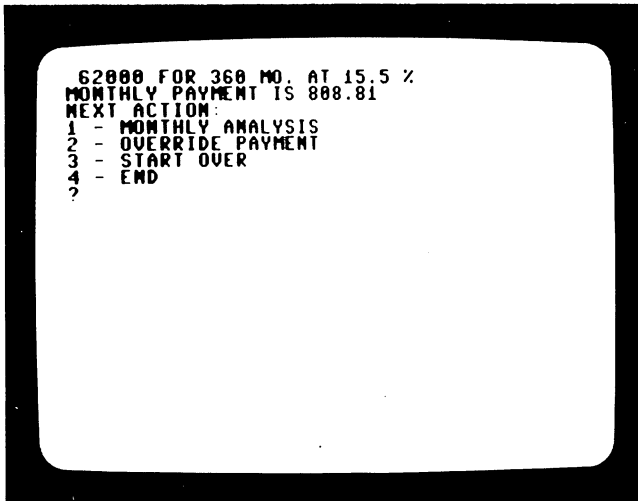 62000 FOR 360 MO. AT 15.5 %
MONTHLY PAYMENT IS 808.81
NEXT ACTION:
1 - MONTHLY ANALYSIS
2 - OVERRIDE PAYMENT
3 - START OVER
4 - END
?